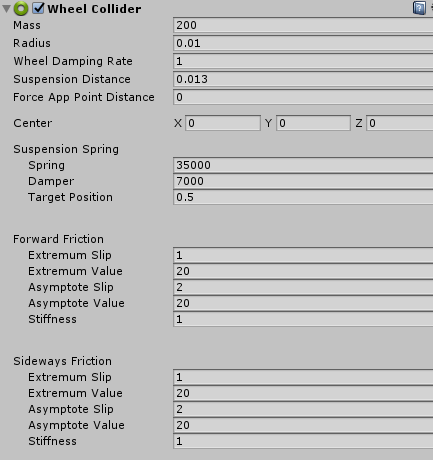 Wheel Collider
Mass 200
Radius 0.01
Wheel Damping Rate 1
Suspension Distance 0.013
Force App Point Distance 0
Center X 0 Y 0 Z 0
Suspension Spring
Spring 35000
Damper 7000
Target Position 0.5
Forward Friction
Extremum Slip 1
Extremum Value 20
Asymptote Slip 2
Asymptote Value 20
Stiffness 1
Sideways Friction
Extremum Slip 1
Extremum Value 20
Asymptote Slip 2
Asymptote Value 20
Stiffness 1